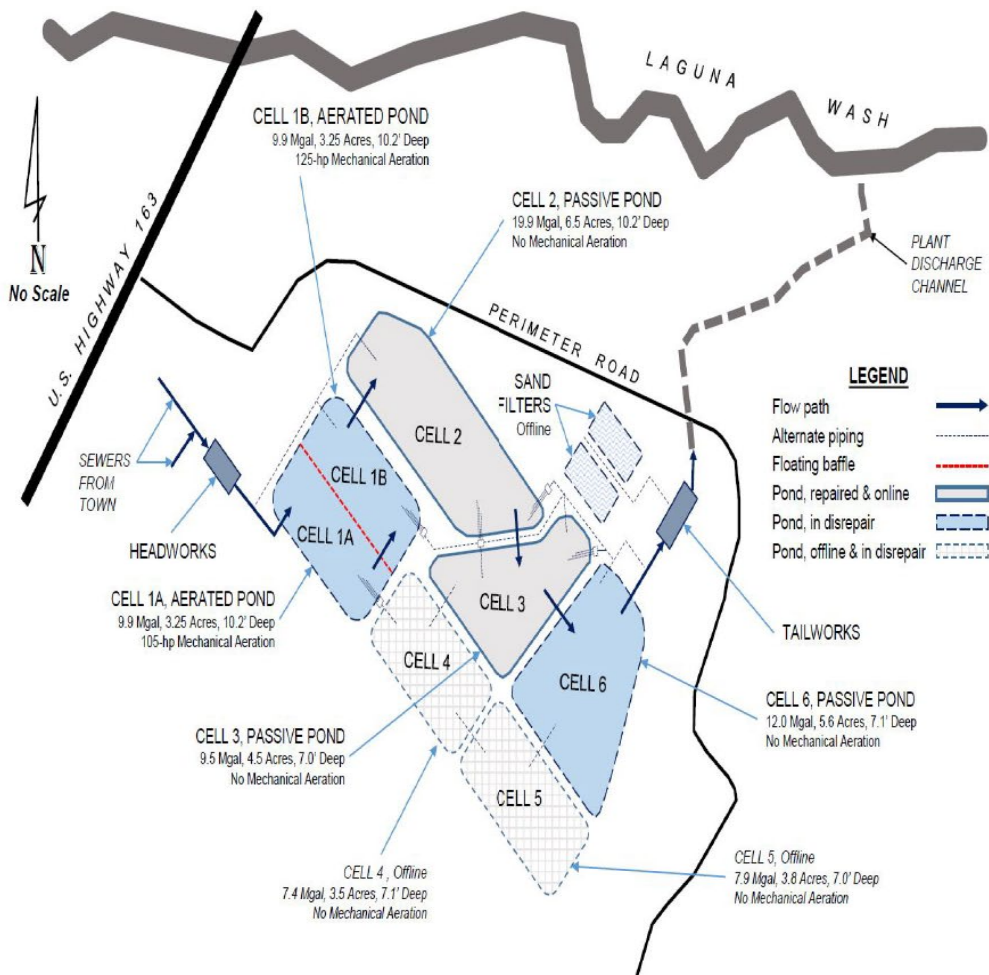 LAGUNA WASH
CELL 1B, AERATED POND
9.9 Mgal, 3.25 Acres, 10.2' Deep
125-hp Mechanical Aeration
CELL 2, PASSIVE POND
19.9 Mgal, 6.5 Acres, 10.2' Deep
No Mechanical Aeration
N
No Scale
U.S. HIGHWAY 163
PLANT
DISCHARGE
CHANNEL
PERIMETER ROAD
SAND
FILTERS
Offline
LEGEND
Flow path
Alternate piping
Floating baffle
Pond, repaired & online
Pond, in disrepair
Pond, offline & in disrepair
SEWERS
FROM
TOWN
HEADWORKS
CELL 2
CELL 1B
CELL 1A
CELL 3
CELL 4
CELL 6
CELL 5
TAILWORKS
CELL 1A, AERATED POND
9.9 Mgal, 3.25 Acres, 10.2' Deep
105-hp Mechanical Aeration
CELL 6, PASSIVE POND
12.0 Mgal, 5.6 Acres, 7.1' Deep
No Mechanical Aeration
CELL 3, PASSIVE POND
9.5 Mgal, 4.5 Acres, 7.0' Deep
No Mechanical Aeration
CELL 4 , Offline
7.4 Mgal, 3.5 Acres, 7.1' Deep
No Mechanical Aeration
CELL 5, Offline
7.9 Mgal, 3.8 Acres, 7.0' Deep
No Mechanical Aeration